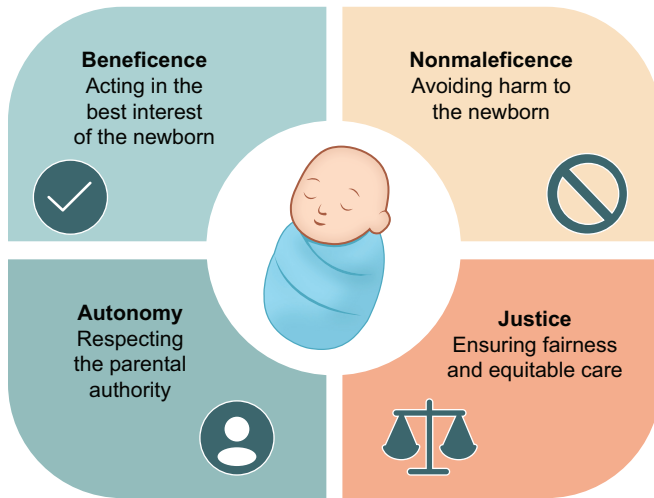 Beneficence
Acting in the
best interest
of the newborn
Nonmaleficence
Avoiding harm to
the newborn
Autonomy
Respecting
the parental
authority
Justice
Ensuring fairness
and equitable care